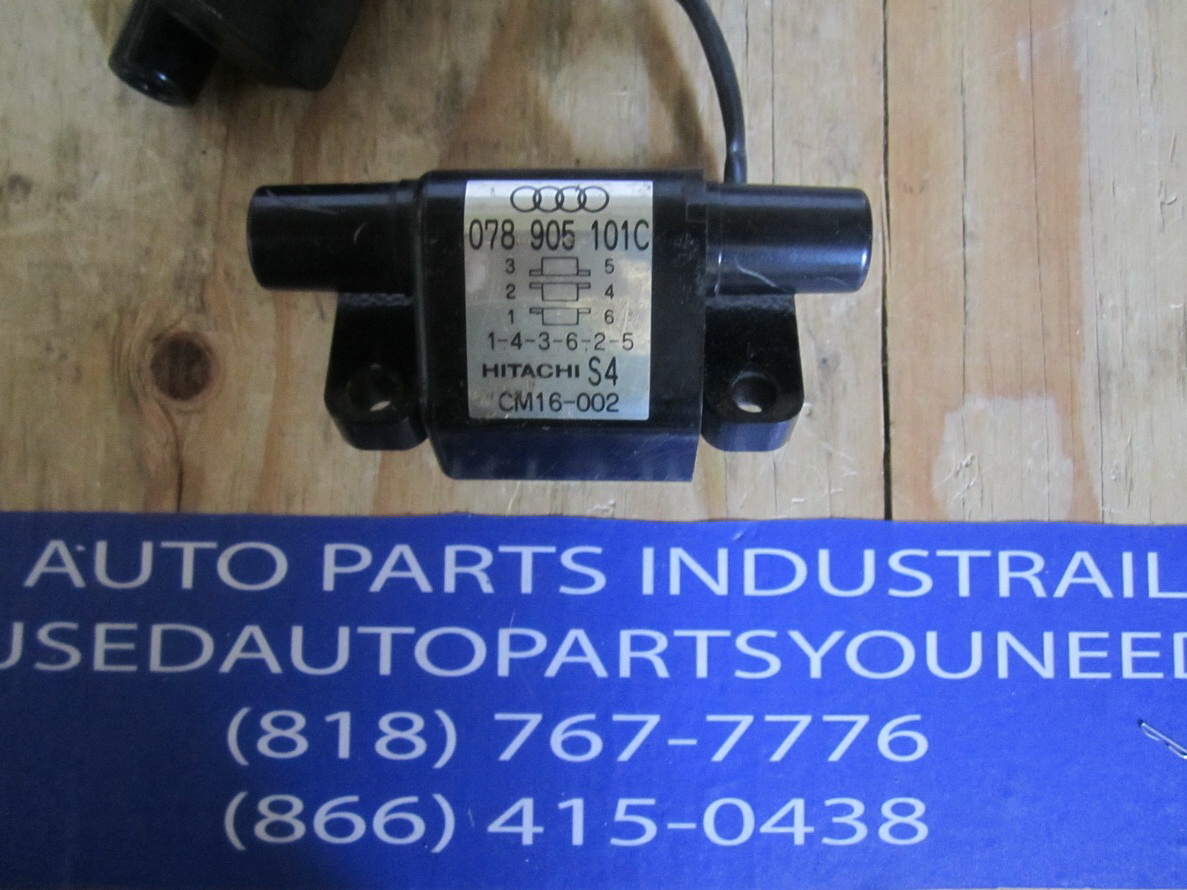 078 905 101C
3 5
2 4
1 6
1-4-3-6-2-5
HITACHI S4
CM16-002
AUTO PARTS INDUSTRAIL
USEDAUTOPARTSYOUNEED
(818) 767-7776
(866) 415-0438